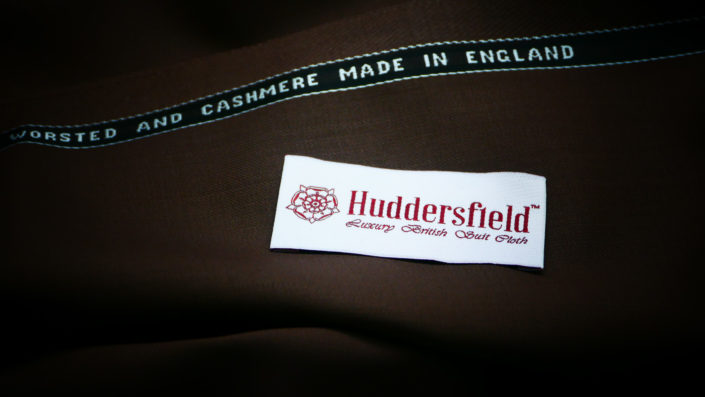 WORSTED AND CASHMERE MADE IN ENGLAND
Huddersfield™
Luxury British Suit Cloth